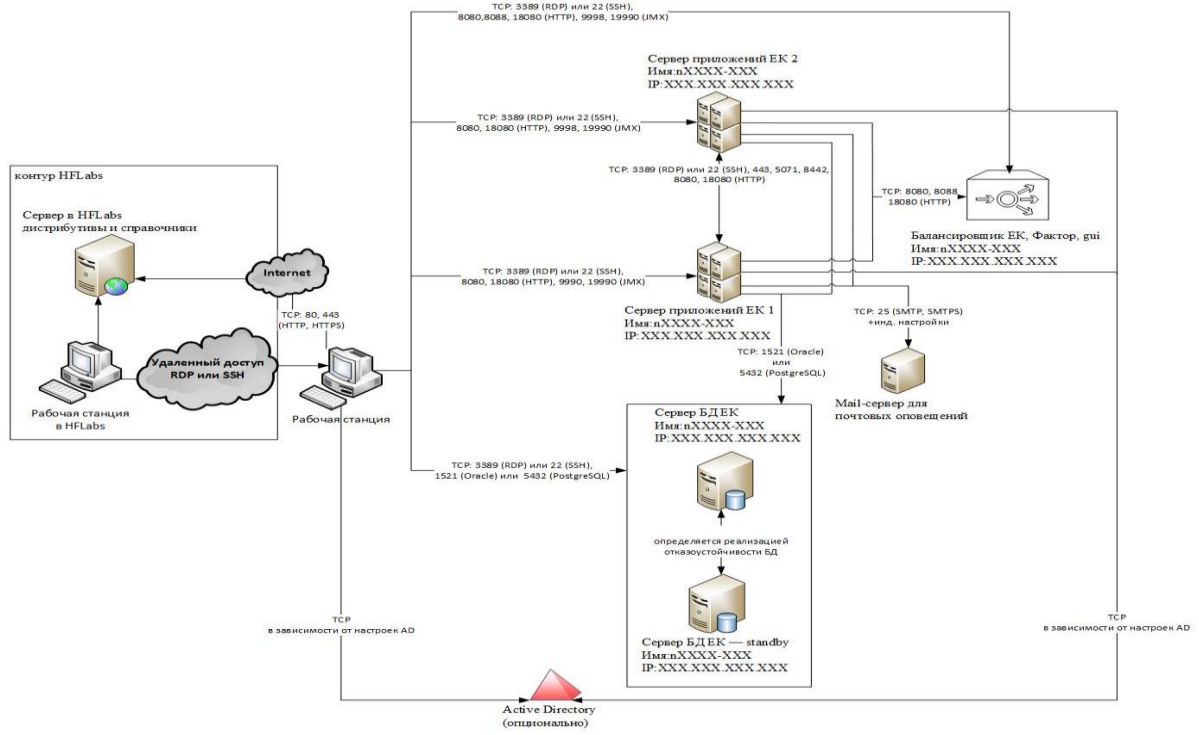 TCP: 3389 (RDP) или 22 (SSH),
8080,8088, 18080 (HTTP), 9998, 19990 (JMX)
Сервер приложений ЕК 2
Имя:nXXXX-XXX
IP:XXX.XXX.XXX.XXX
TCP: 3389 (RDP) или 22 (SSH),
8080, 18080 (HTTP), 9998, 19990 (JMX)
контур HFLabs
TCP: 3389 (RDP) или 22 (SSH), 443, 5071, 8442,
8080, 18080 (HTTP)
TCP: 8080, 8088
18080 (HTTP)
Сервер в HFLabs
дистрибутивы и справочники
Балансировщик ЕК, Фактор, gui
Имя:nXXXX-XXX
IP:XXX.XXX.XXX.XXX
Internet
TCP: 3389 (RDP) или 22 (SSH),
8080, 18080 (HTTP), 9990, 19990 (JMX)
Сервер приложений ЕК 1
Имя:nXXXX-XXX
IP:XXX.XXX.XXX.XXX
TCP: 80, 443
(HTTP, HTTPS)
TCP: 25 (SMTP, SMTPS)
+инд. настройки
TCP: 1521 (Oracle)
или
5432 (PostgreSQL)
Удаленный доступ
RDP или SSH
Рабочая станция
в HFLabs
Рабочая станция
Mail-сервер для
почтовых оповещений
Сервер БД ЕК
Имя:nXXXX-XXX
IP:XXX.XXX.XXX.XXX
TCP: 3389 (RDP) или 22 (SSH),
1521 (Oracle) или 5432 (PostgreSQL)
определяется реализацией
отказоустойчивости БД
Сервер БД ЕК — standby
Имя:nXXXX-XXX
IP:XXX.XXX.XXX.XXX
TCP
в зависимости от настроек AD
TCP
в зависимости от настроек AD
Active Directory
(опционально)